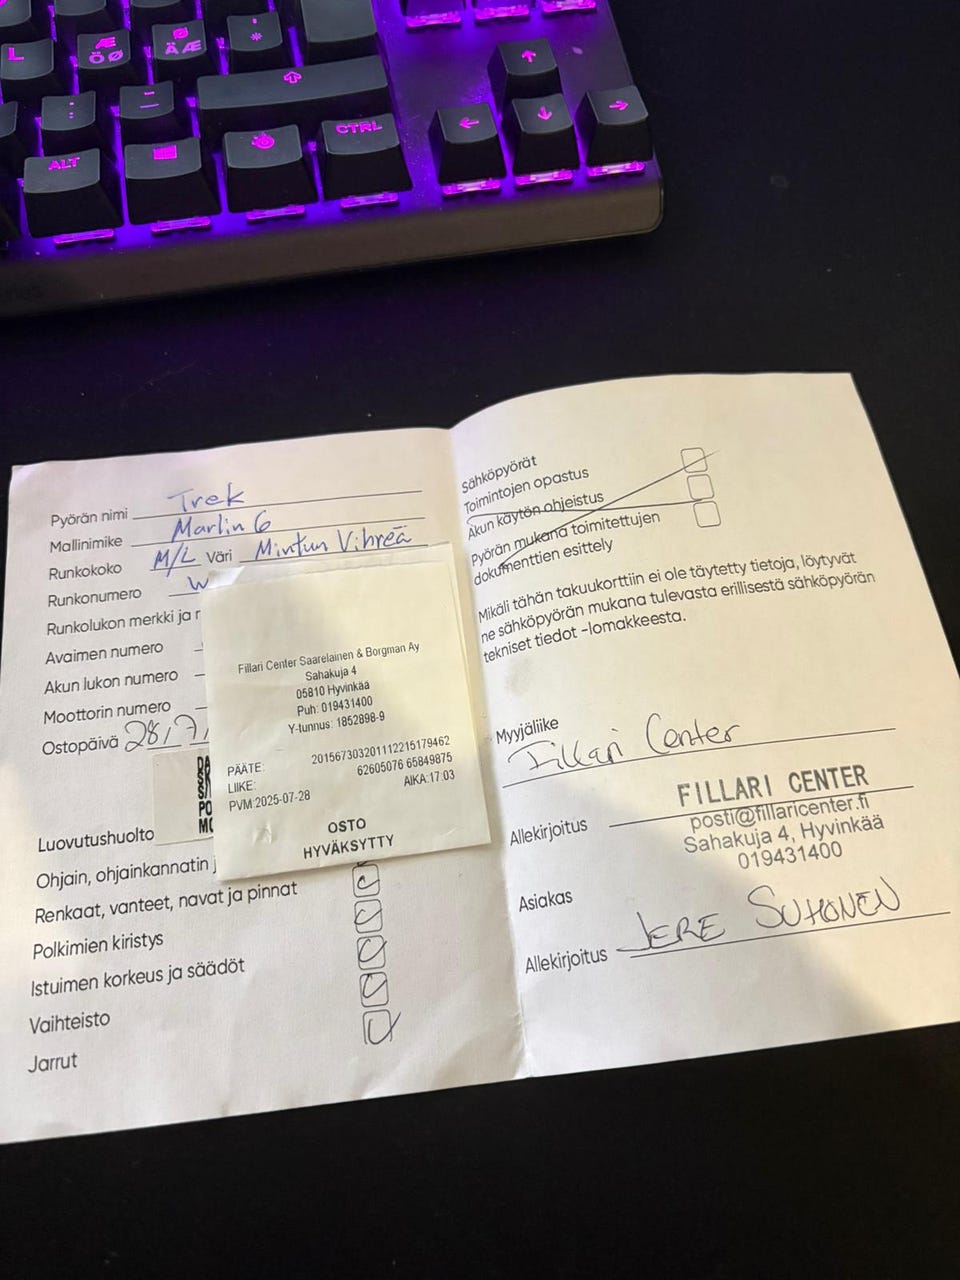 L
Æ
ÖØ
Ø
ÄÆ
*
'
;
:
_
-
ALT
CTRL
Pyörän nimi Trek
Mallinimike Marlin 6
Runkokoko M/L Väri Mintun Vihreä
Runkonumero W
Runkolukon merkki ja
Avaimen numero
Akun lukon numero
Moottorin numero
Ostopäivä 28/7/
Luovutushuolto
Ohjain, ohjainkannatin
Renkaat, vanteet, navat ja pinnat
Polkimien kiristys
Istuimen korkeus ja säädöt
Vaihteisto
Jarrut
Fillari Center Saarelainen & Borgman Ay
Sahakuja 4
05810 Hyvinkää
Puh: 019431400
Y-tunnus: 1852898-9
PÄÄTE: 201567303201112215179462
LIIKE: 62605076 65849875
PVM:2025-07-28 AIKA:17:03
OSTO
HYVÄKSYTTY
Sähköpyörät
Toimintojen opastus
Akun käytön ohjeistus
Pyörän mukana toimitettujen
dokumenttien esittely
Mikäli tähän takuukorttiin ei ole täytetty tietoja, löytyvät
ne sähköpyörän mukana tulevasta erillisestä sähköpyörän
tekniset tiedot -lomakkeesta.
Myyjäliike Fillari Center
Allekirjoitus
FILLARI CENTER
posti@fillaricenter.fi
Sahakuja 4, Hyvinkää
019431400
Asiakas
Allekirjoitus JERE SUHONEN